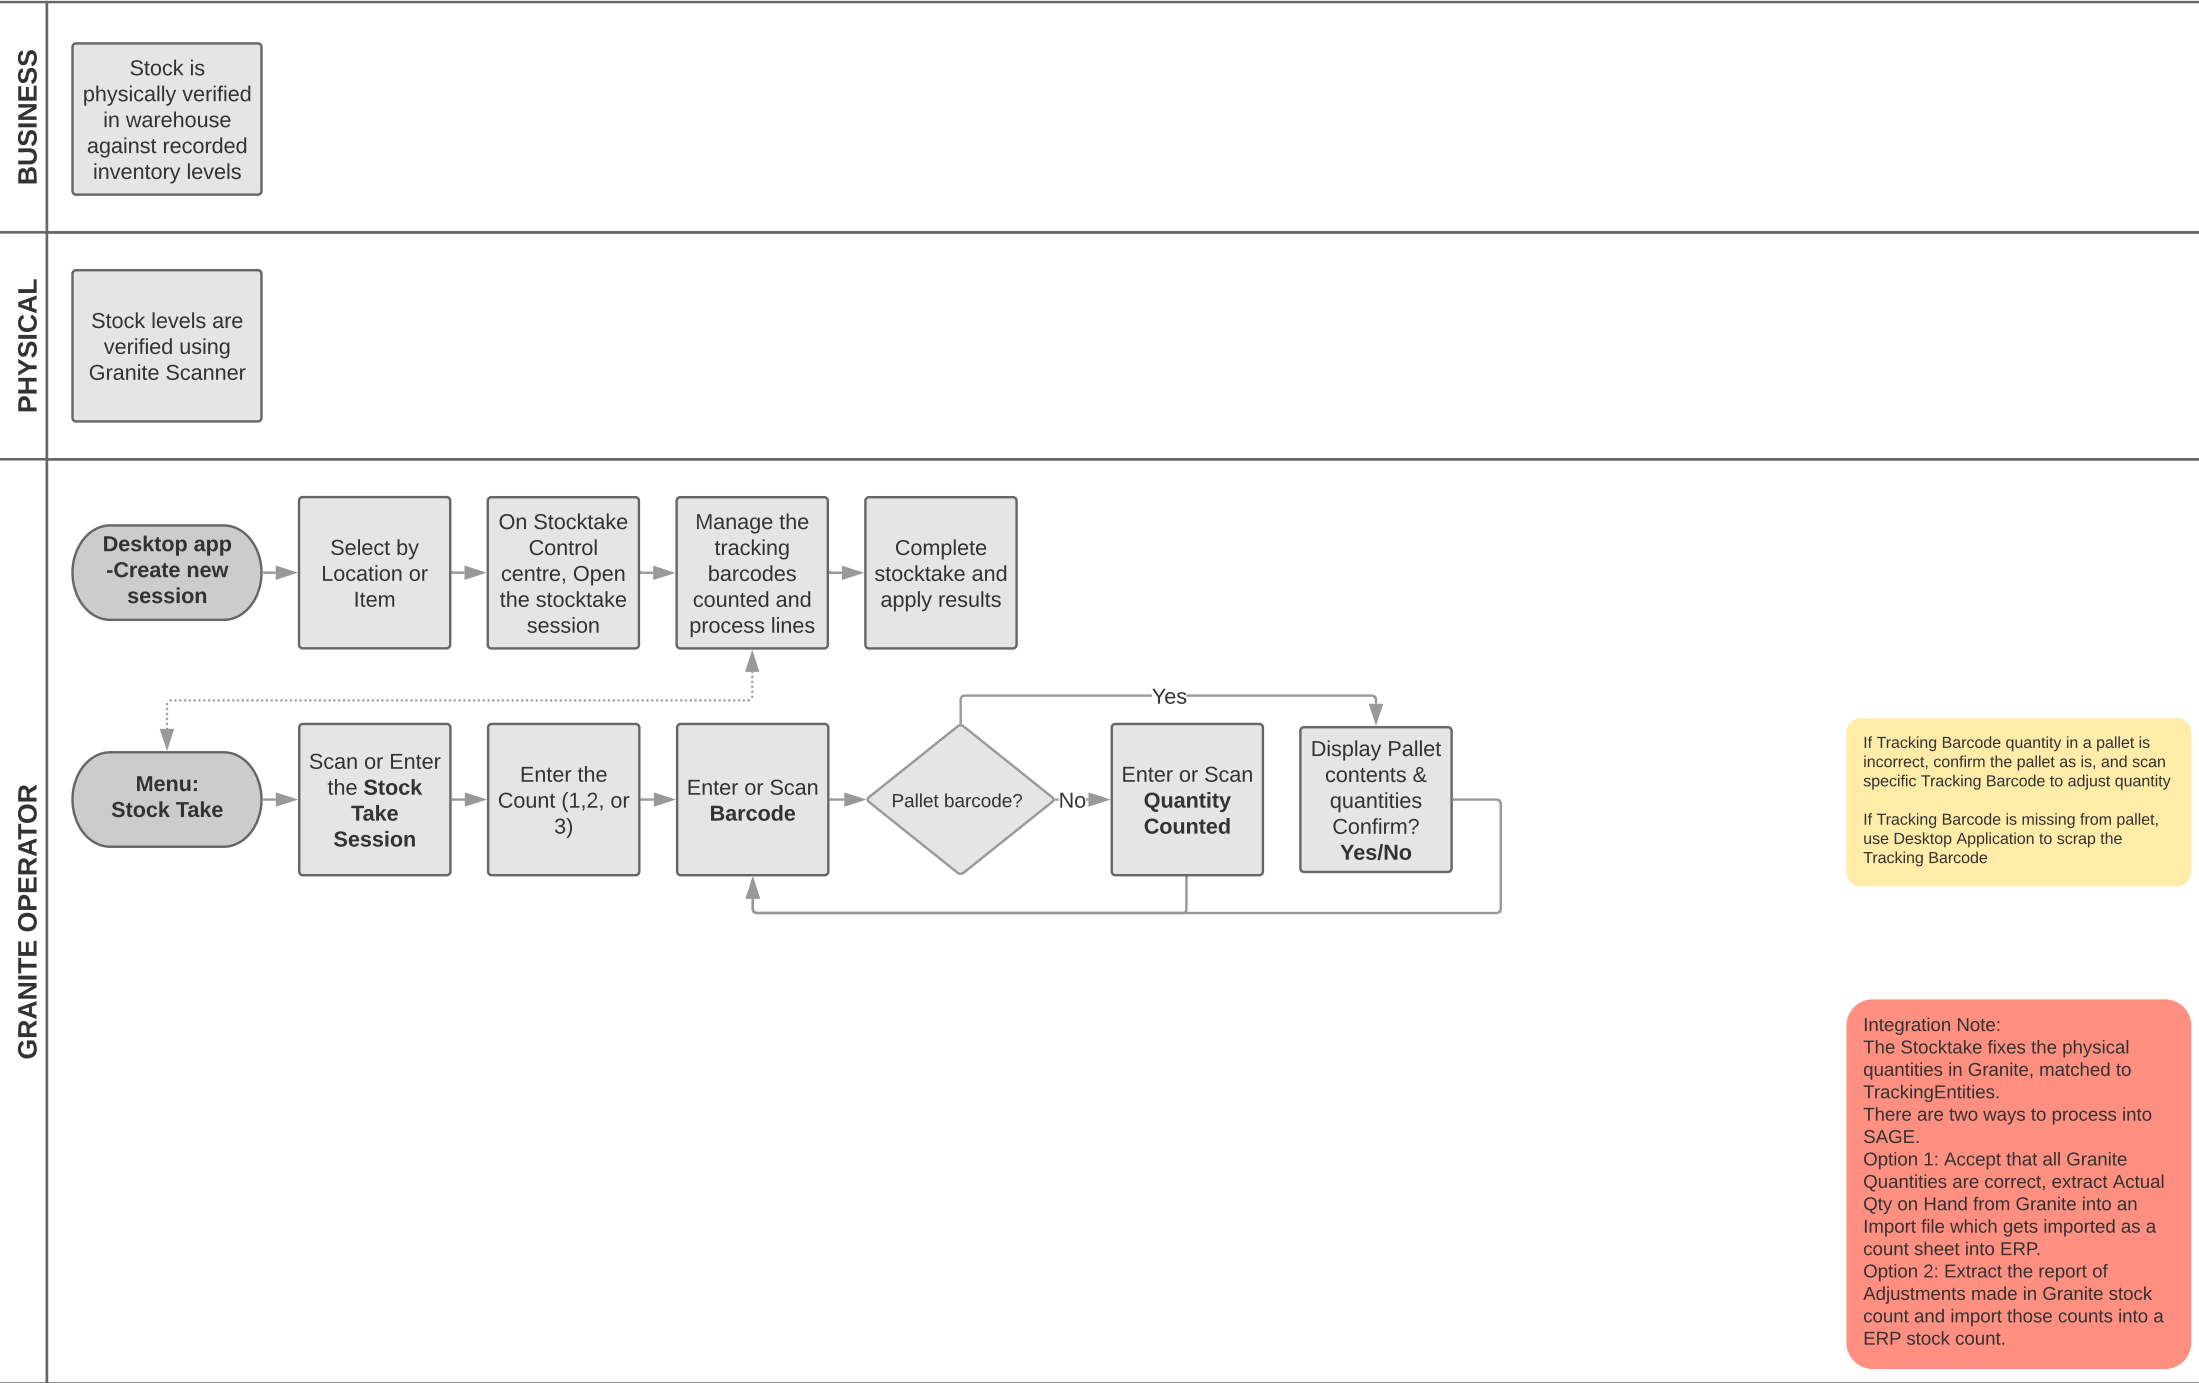 BUSINESS
Stock is
physically verified
in warehouse
against recorded
inventory levels
PHYSICAL
Stock levels are
verified using
Granite Scanner
GRANITE OPERATOR
Desktop app
-Create new
session
Select by
Location or
Item
On Stocktake
Control
centre, Open
the stocktake
session
Manage the
tracking
barcodes
counted and
process lines
Complete
stocktake and
apply results
Menu:
Stock Take
Scan or Enter
the Stock
Take
Session
Enter the
Count (1,2, or
3)
Enter or Scan
Barcode
Pallet barcode?
Yes
No
Enter or Scan
Quantity
Counted
Display Pallet
contents &
quantities
Confirm?
Yes/No
If Tracking Barcode quantity in a pallet is
incorrect, confirm the pallet as is, and scan
specific Tracking Barcode to adjust quantity
If Tracking Barcode is missing from pallet,
use Desktop Application to scrap the
Tracking Barcode
Integration Note:
The Stocktake fixes the physical
quantities in Granite, matched to
TrackingEntities.
There are two ways to process into
SAGE.
Option 1: Accept that all Granite
Quantities are correct, extract Actual
Qty on Hand from Granite into an
Import file which gets imported as a
count sheet into ERP.
Option 2: Extract the report of
Adjustments made in Granite stock
count and import those counts into a
ERP stock count.